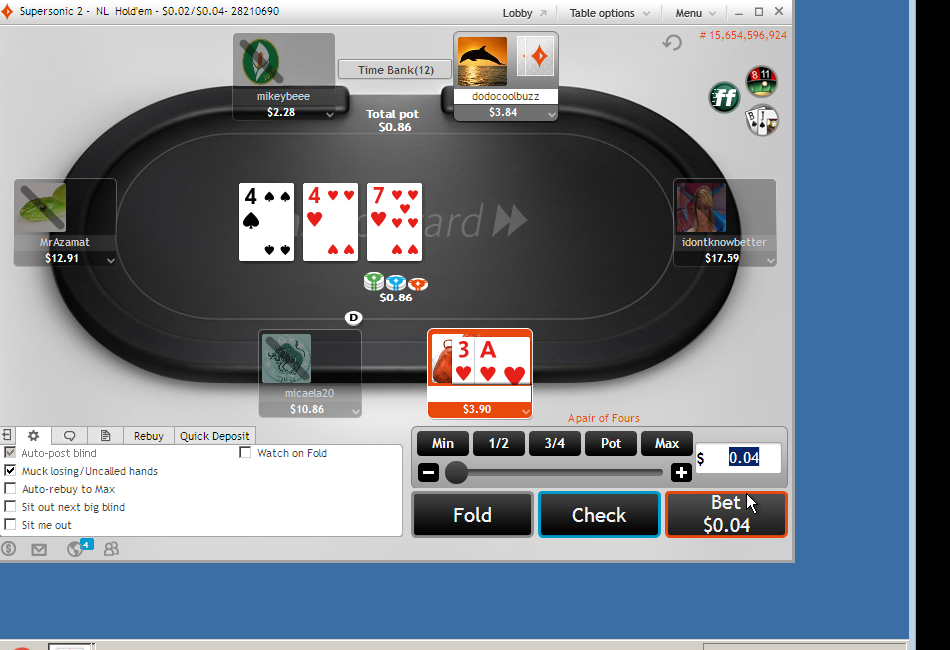 Supersonic 2 - NL Hold'em - $0.02/$0.04- 28210690
Lobby
Table options
Menu
# 15,654,596,924
Time Bank(12)
mikeybeee
$2.28
dodocoolbuzz
$3.84
Total pot
$0.86
8 11
ff
B J
MrAzamat
$12.91
4
4
7
ard
idontknowbetter
$17.59
$0.86
D
micaela20
$10.86
3 A
$3.90
A pair of Fours
Rebuy
Quick Deposit
Auto-post blind
Watch on Fold
Muck losing/Uncalled hands
Auto-rebuy to Max
Sit out next big blind
Sit me out
4
Min
1/2
3/4
Pot
Max
$ 0.04
Fold
Check
Bet
$0.04